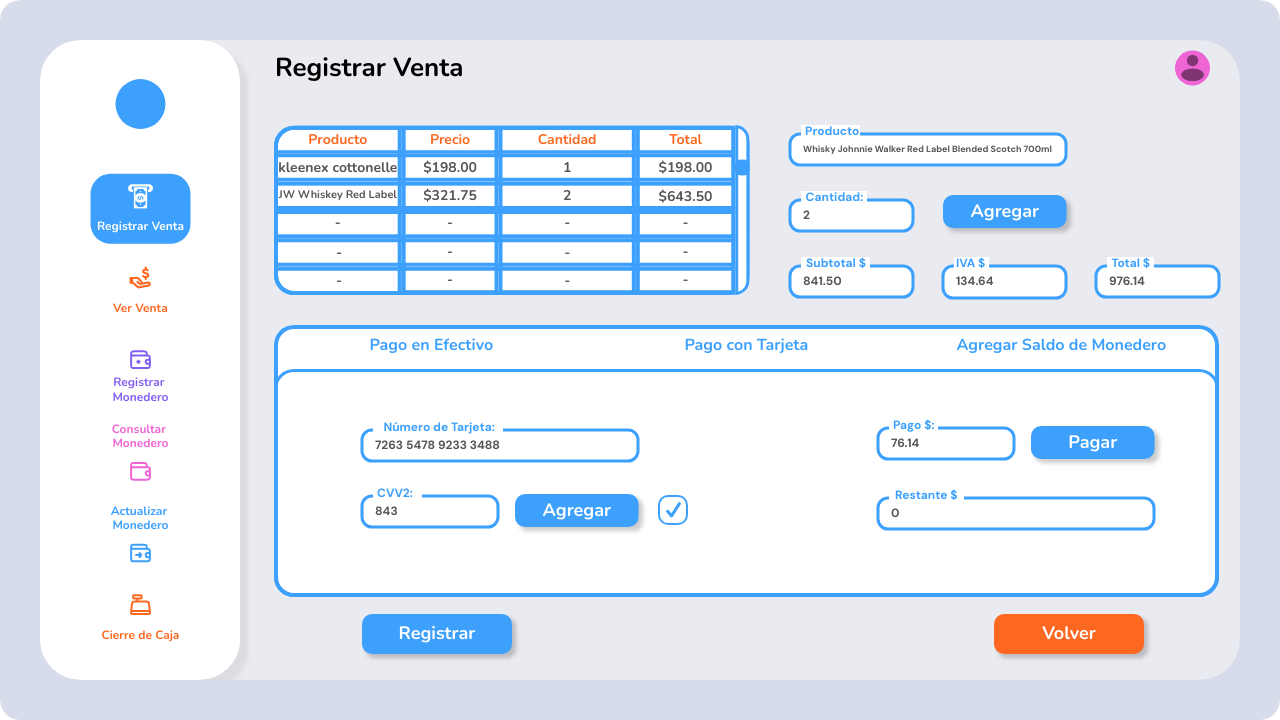 Registrar Venta
Registrar Venta
Ver Venta
Registrar
Monedero
Consultar
Monedero
Actualizar
Monedero
Cierre de Caja
Producto Precio Cantidad Total
kleenex cottonelle $198.00 1 $198.00
JW Whiskey Red Label $321.75 2 $643.50
- - - -
- - - -
- - - -
Producto
Whisky Johnnie Walker Red Label Blended Scotch 700ml
Cantidad:
2
Agregar
Subtotal $ IVA $ Total $
841.50 134.64 976.14
Pago en Efectivo Pago con Tarjeta Agregar Saldo de Monedero
Número de Tarjeta:
7263 5478 9233 3488
CVV2:
843
Agregar
Pago $:
76.14
Pagar
Restante $
0
Registrar
Volver